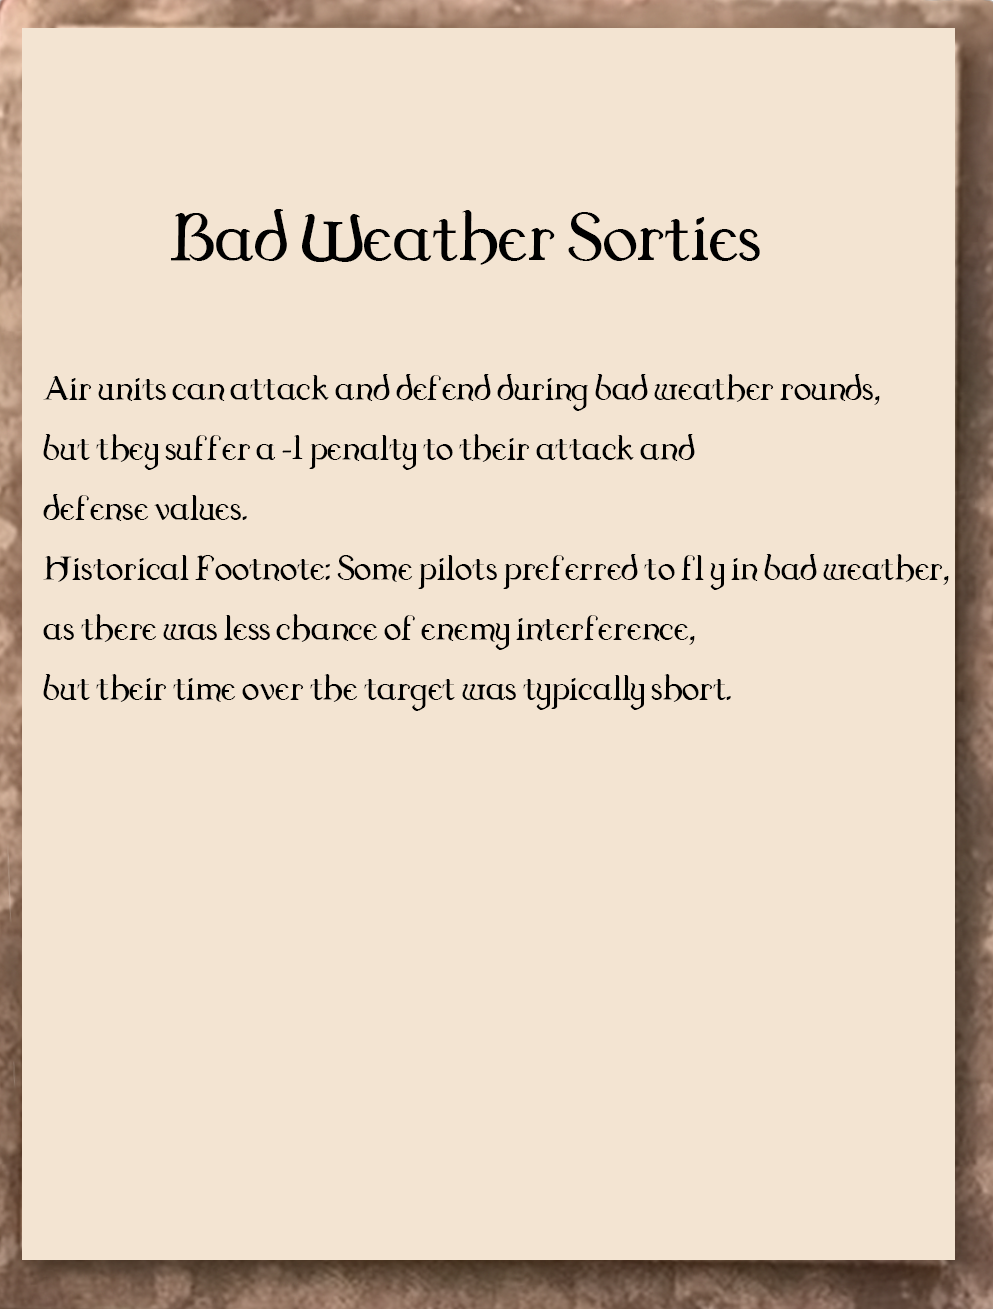 Bad Weather Sorties
Air units can attack and defend during bad weather rounds,
but they suffer a -1 penalty to their attack and
defense values.
Historical Footnote: Some pilots preferred to fly in bad weather,
as there was less chance of enemy interference,
but their time over the target was typically short.